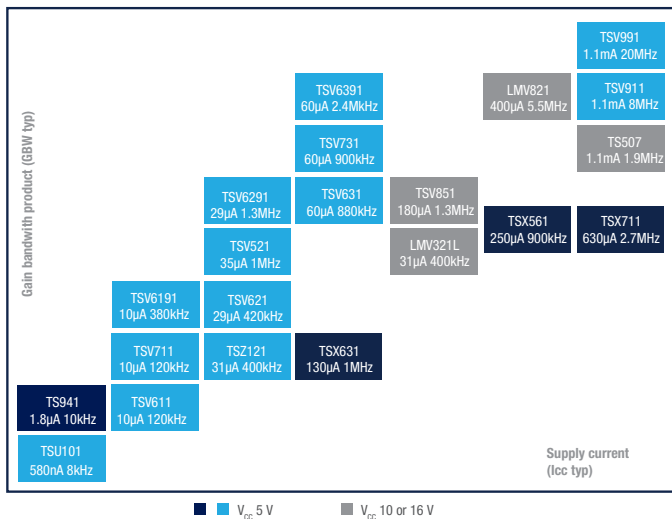 TSV991
1.1mA 20MHz
TSV6391
60µA 2.4MkHz
LMV821
400µA 5.5MHz
TSV911
1.1mA 8MHz
TSV731
60µA 900kHz
TS507
1.1mA 1.9MHz
Gain bandwith product (GBW typ)
TSV6291
29µA 1.3MHz
TSV631
60µA 880kHz
TSV851
180µA 1.3MHz
TSX561
250µA 900kHz
TSX711
630µA 2.7MHz
TSV521
35µA 1MHz
LMV321L
31µA 400kHz
TSV6191
10µA 380kHz
TSV621
29µA 420kHz
TSV711
10µA 120kHz
TSZ121
31µA 400kHz
TSX631
130µA 1MHz
TS941
1.8µA 10kHz
TSV611
10µA 120kHz
TSU101
580nA 8kHz
Supply current
(Icc typ)
Vcc 5 V
Vcc 10 or 16 V